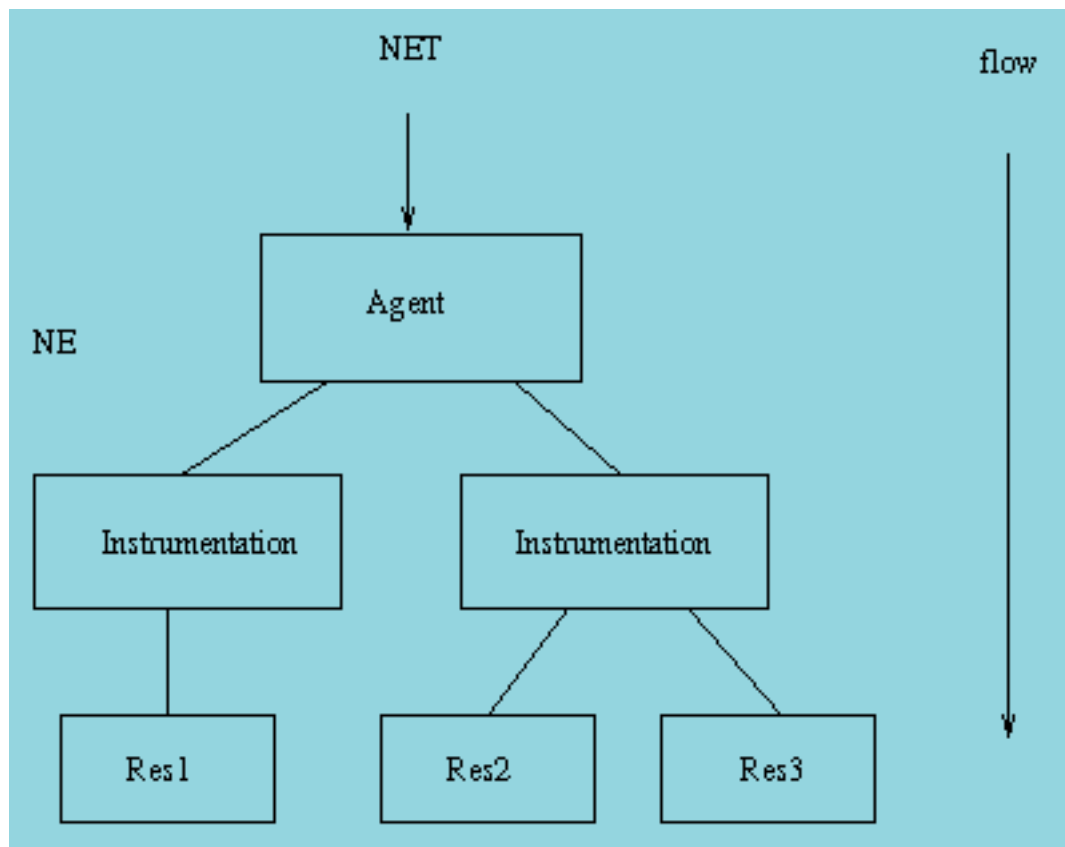 NET
flow
Agent
NE
Instrumentation
Instrumentation
Res1
Res2
Res3